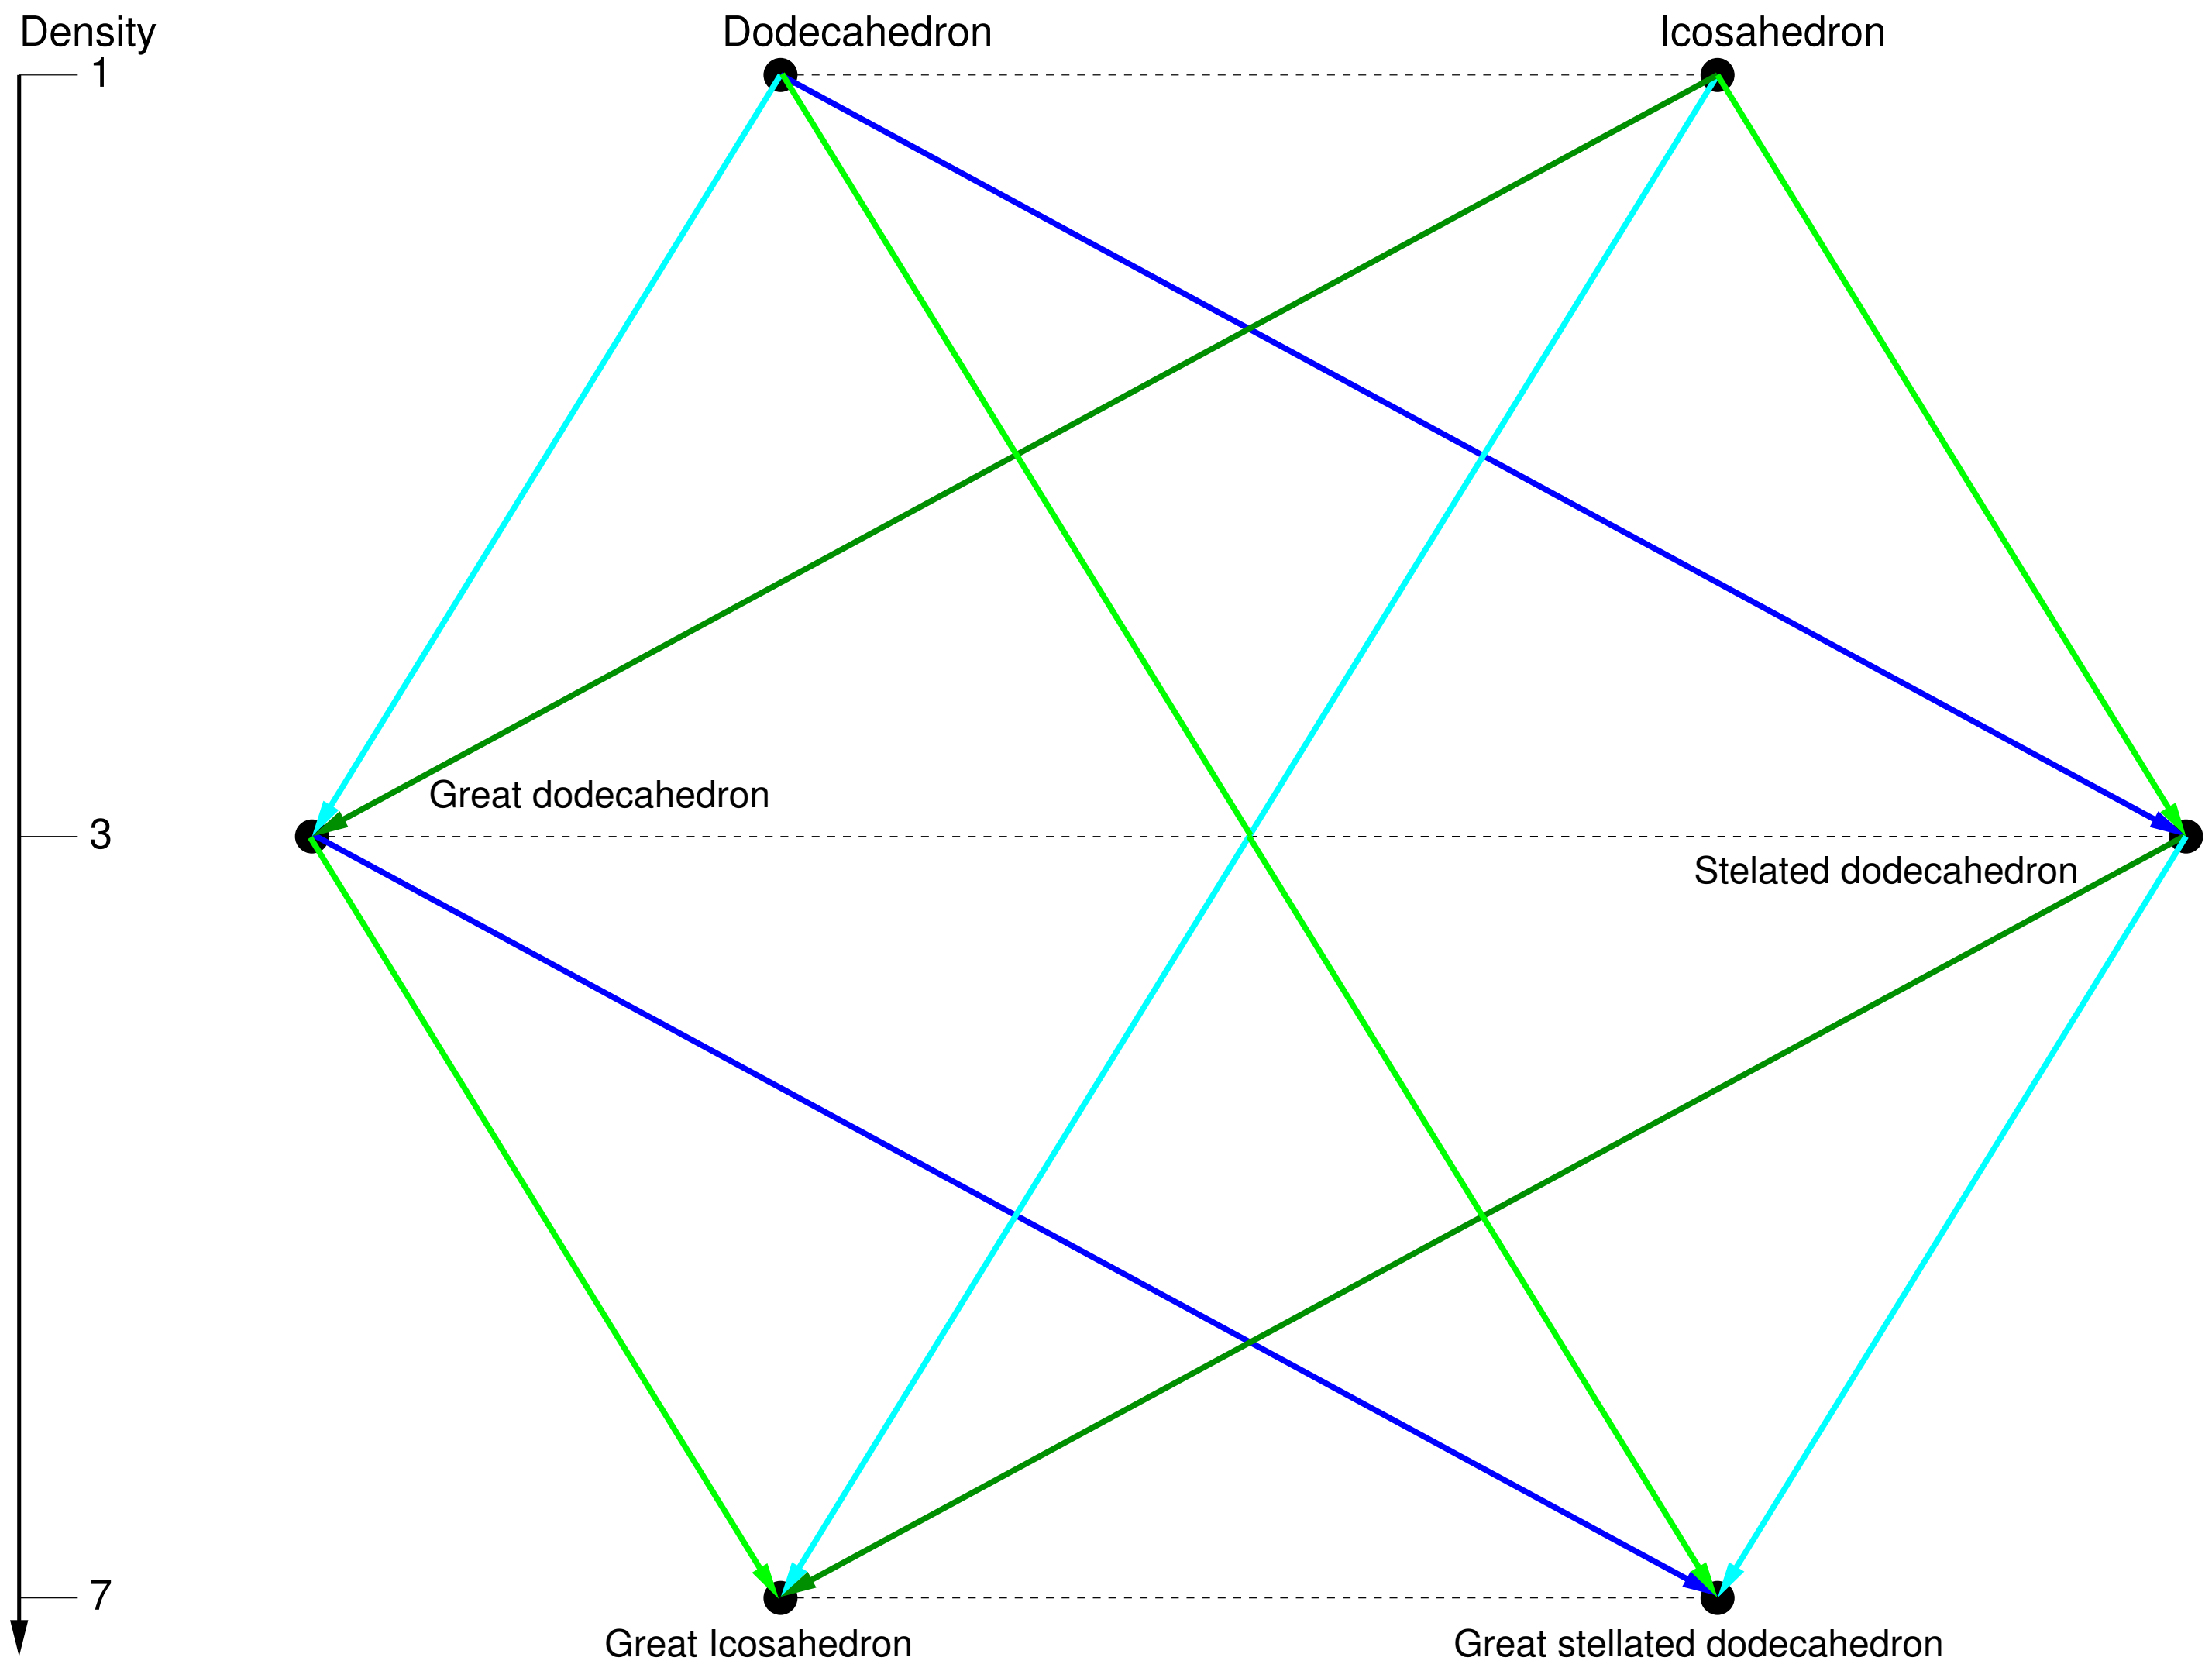 Density
Dodecahedron
Icosahedron
1
Great dodecahedron
3
Stelated dodecahedron
7
Great Icosahedron
Great stellated dodecahedron